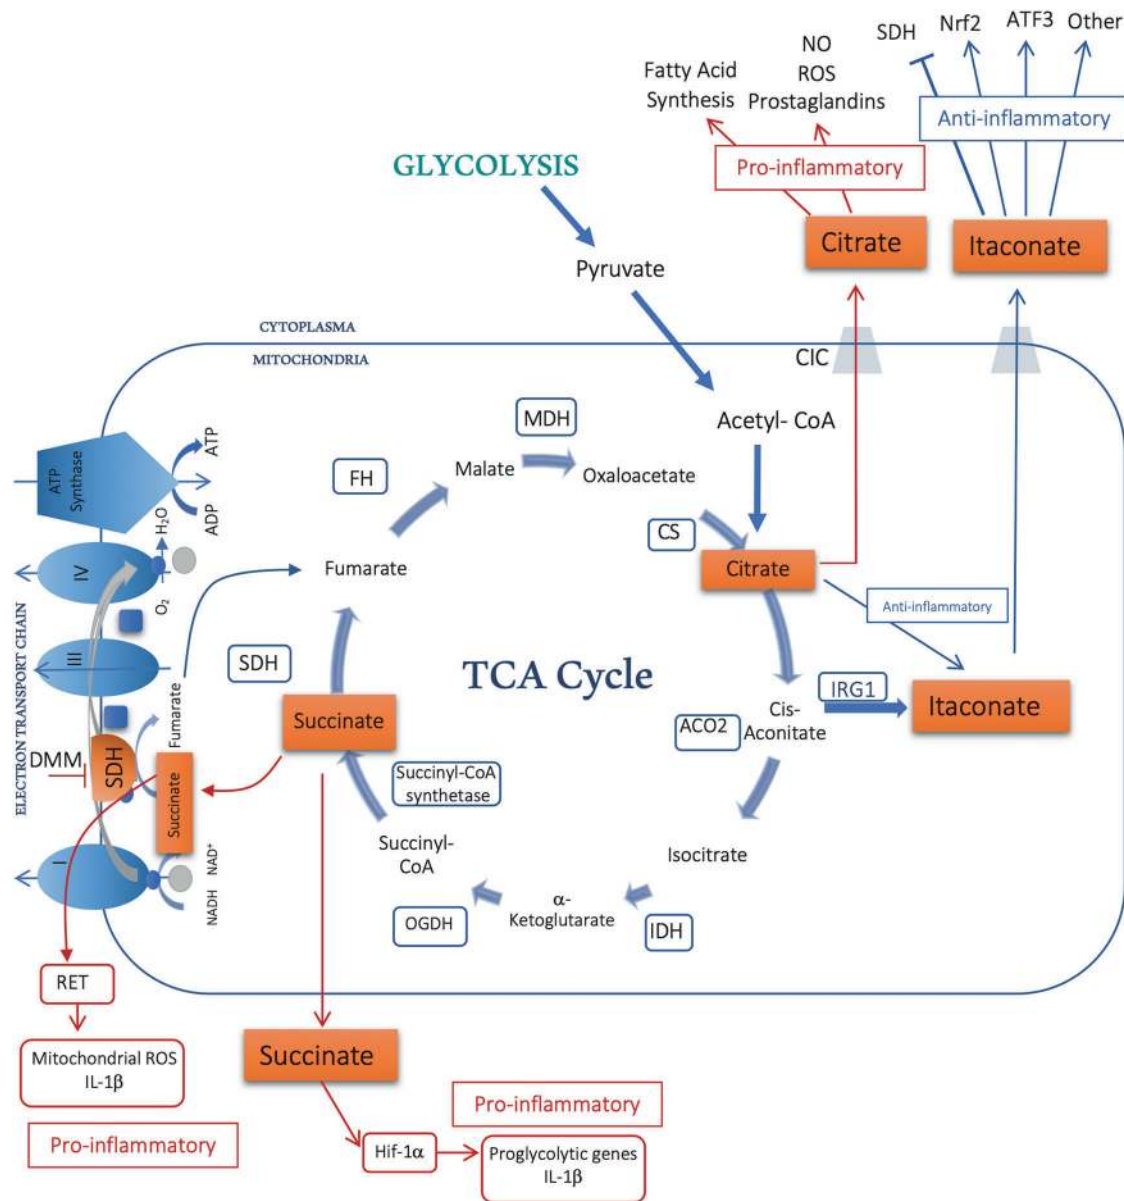 SDH
Nrf2
ATF3
Other
NO
ROS
Prostaglandins
Fatty Acid
Synthesis
Anti-inflammatory
Pro-inflammatory
GLYCOLYSIS
Citrate
Itaconate
Pyruvate
CYTOPLASMA
MITOCHONDRIA
CIC
Acetyl- CoA
MDH
Malate
Oxaloacetate
FH
CS
Citrate
Fumarate
Anti-inflammatory
TCA Cycle
SDH
Succinate
IRG1
Itaconate
Cis-
Aconitate
ACO2
Succinyl-CoA
synthetase
Succinyl-
CoA
Isocitrate
α-
Ketoglutarate
OGDH
IDH
ELECTRON TRANSPORT CHAIN
ATP
Synthase
ATP
ADP
H₂O
O₂
IV
III
Fumarate
DMM
SDH
Succinate
I
NAD⁺
NADH
RET
Mitochondrial ROS
IL-1β
Pro-inflammatory
Succinate
Pro-inflammatory
Hif-1α
Proglycolytic genes
IL-1β